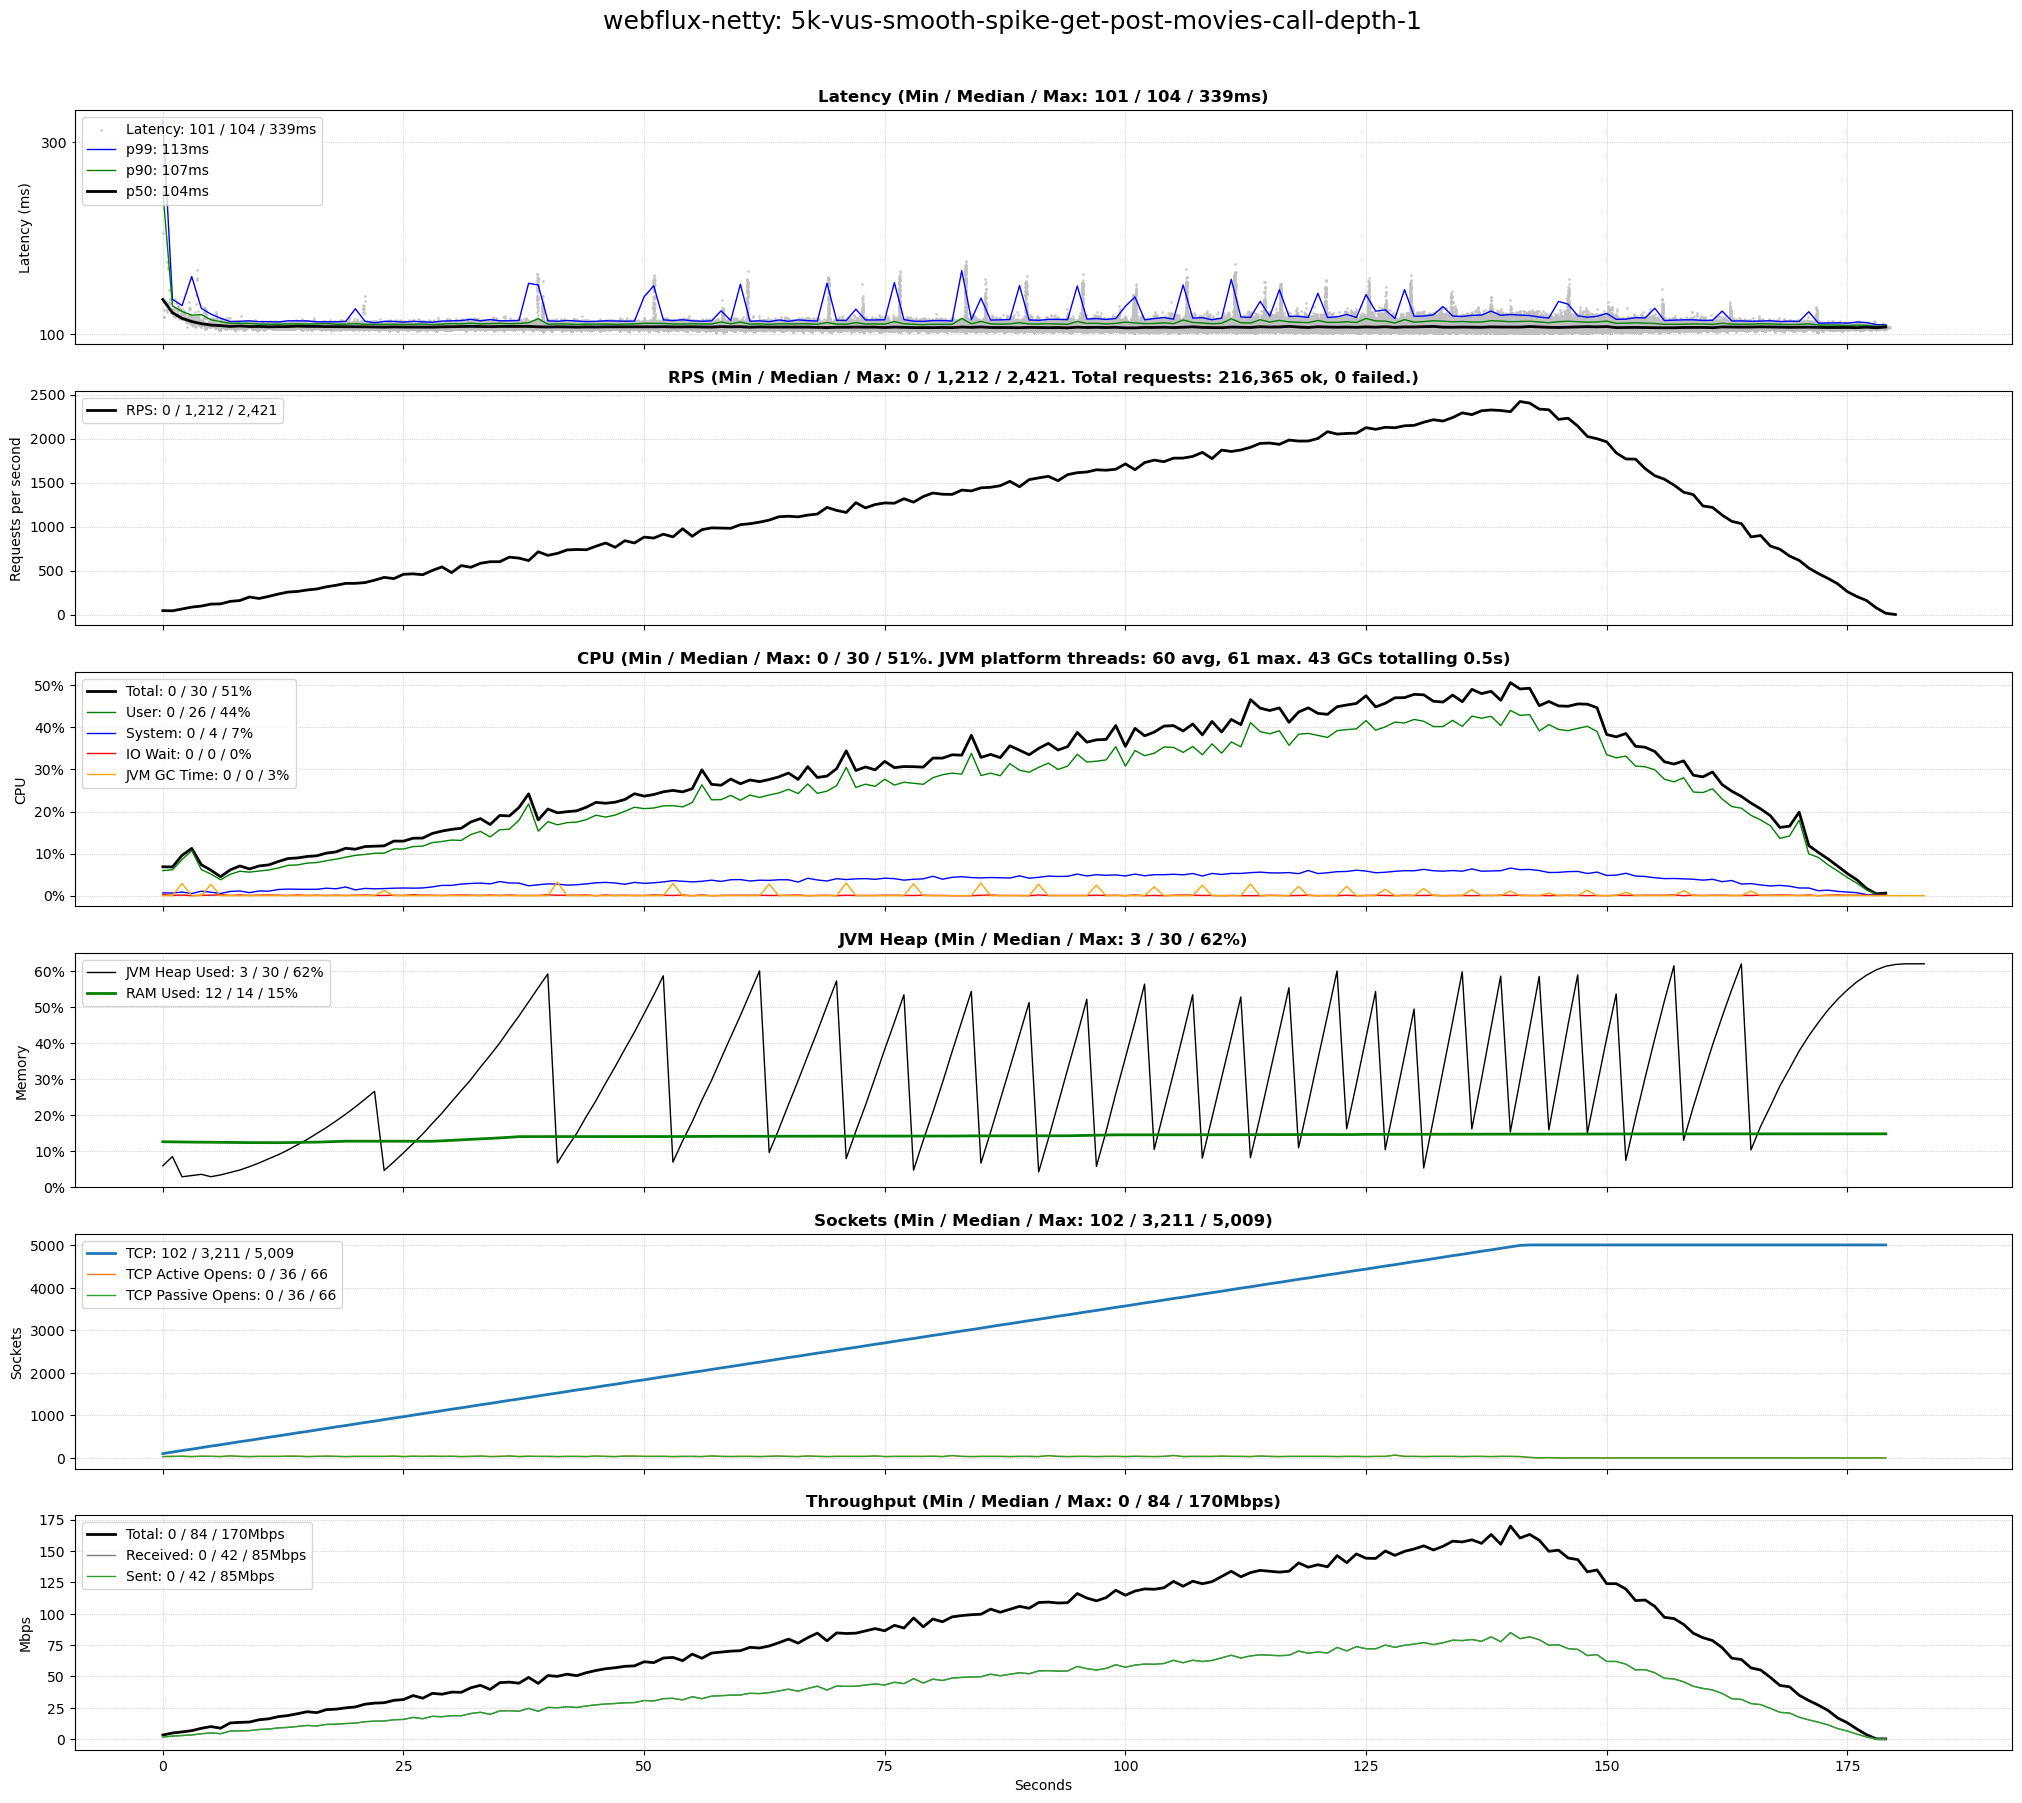 webflux-netty: 5k-vus-smooth-spike-get-post-movies-call-depth-1
Latency (Min / Median / Max: 101 / 104 / 339ms)
Latency: 101 / 104 / 339ms
p99: 113ms
p90: 107ms
p50: 104ms
Latency (ms)
300
100
RPS (Min / Median / Max: 0 / 1,212 / 2,421. Total requests: 216,365 ok, 0 failed.)
RPS: 0 / 1,212 / 2,421
Requests per second
2500
2000
1500
1000
500
0
CPU (Min / Median / Max: 0 / 30 / 51%. JVM platform threads: 60 avg, 61 max. 43 GCs totalling 0.5s)
Total: 0 / 30 / 51%
User: 0 / 26 / 44%
System: 0 / 4 / 7%
IO Wait: 0 / 0 / 0%
JVM GC Time: 0 / 0 / 3%
CPU
50%
40%
30%
20%
10%
0%
JVM Heap (Min / Median / Max: 3 / 30 / 62%)
JVM Heap Used: 3 / 30 / 62%
RAM Used: 12 / 14 / 15%
Memory
60%
50%
40%
30%
20%
10%
0%
Sockets (Min / Median / Max: 102 / 3,211 / 5,009)
TCP: 102 / 3,211 / 5,009
TCP Active Opens: 0 / 36 / 66
TCP Passive Opens: 0 / 36 / 66
Sockets
5000
4000
3000
2000
1000
0
Throughput (Min / Median / Max: 0 / 84 / 170Mbps)
Total: 0 / 84 / 170Mbps
Received: 0 / 42 / 85Mbps
Sent: 0 / 42 / 85Mbps
Mbps
175
150
125
100
75
50
25
0
0 25 50 75 100 125 150 175
Seconds